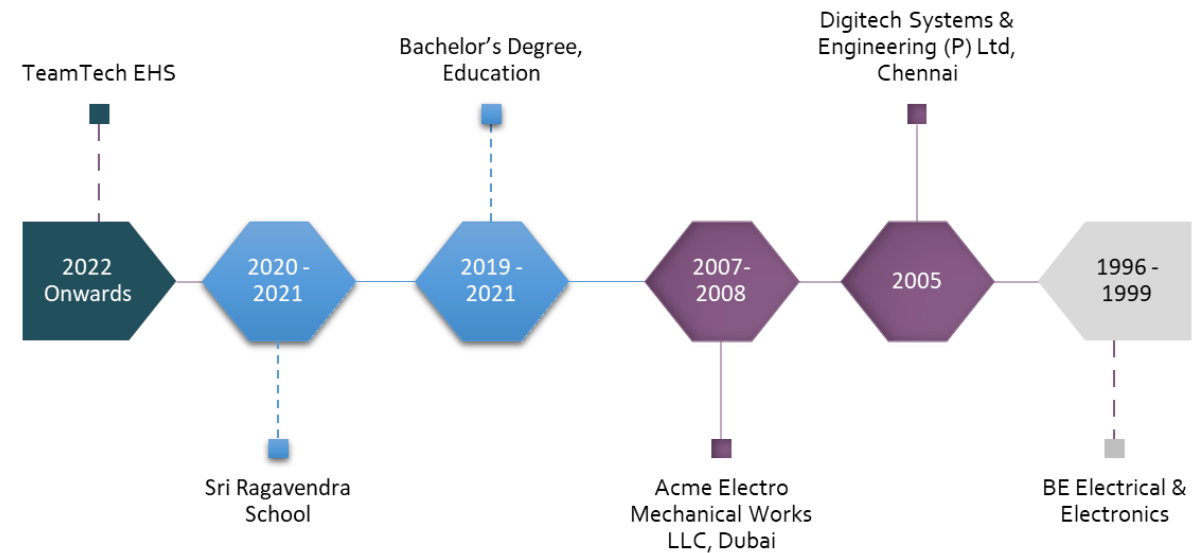 TeamTech EHS
Bachelor's Degree,
Education
Digitech Systems &
Engineering (P) Ltd,
Chennai
2022
Onwards
2020 -
2021
2019 -
2021
2007-
2008
2005
1996 -
1999
Sri Ragavendra
School
Acme Electro
Mechanical Works
LLC, Dubai
BE Electrical &
Electronics